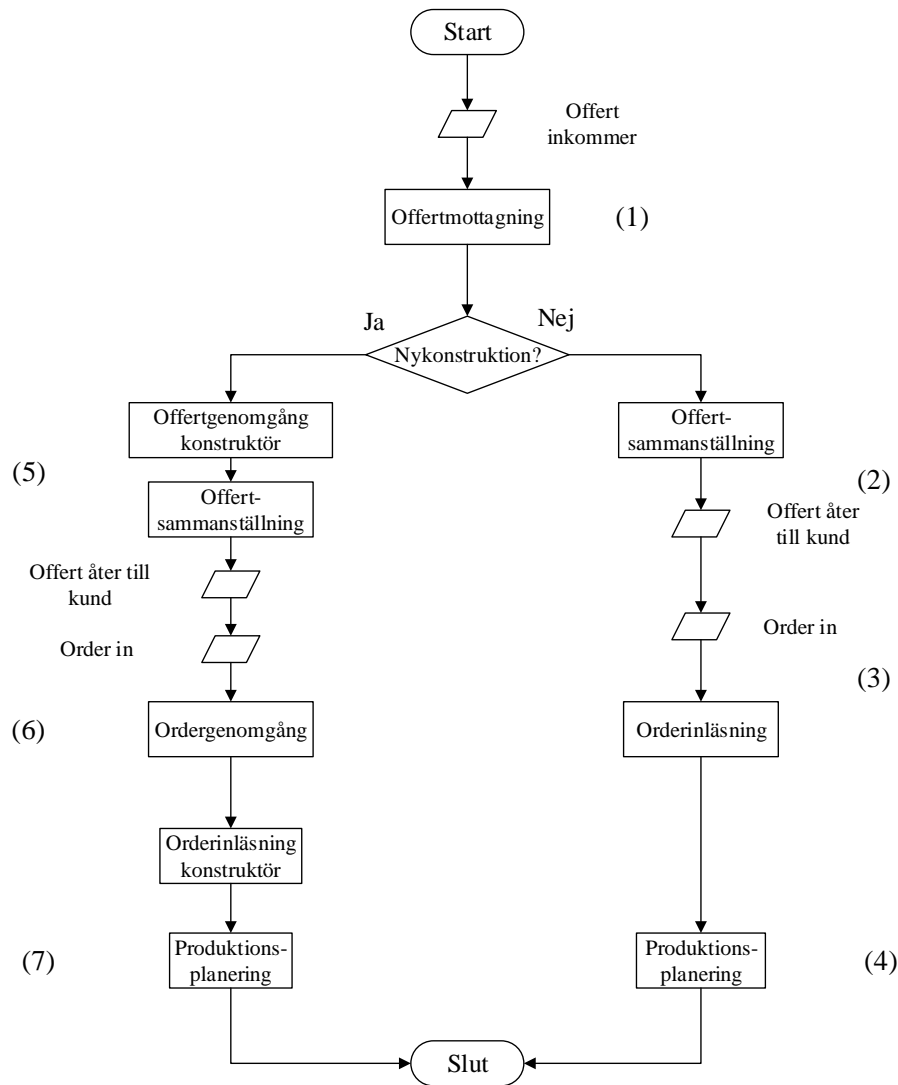 Start
Offert
inkommer
Offertmottagning
(1)
Ja
Nej
Nykonstruktion?
Offertgenomgång
konstruktör
(5)
Offert-
sammanställning
Offert åter till
kund
Order in
(6)
Ordergenomgång
Orderinläsning
konstruktör
(7)
Produktions-
planering
Offert-
sammanställning
(2)
Offert åter
till kund
Order in
(3)
Orderinläsning
Produktions-
planering
(4)
Slut